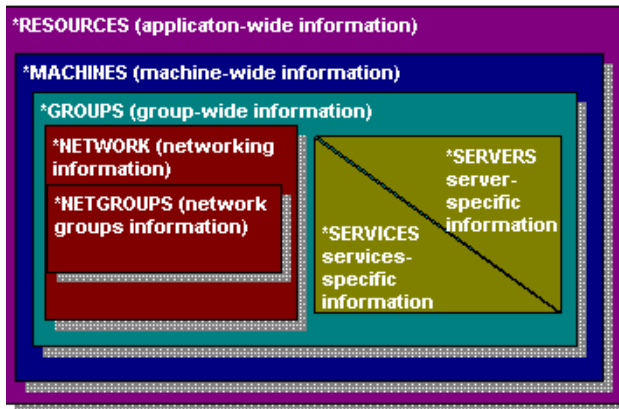 *RESOURCES (applicaton-wide information)
*MACHINES (machine-wide information)
*GROUPS (group-wide information)
*NETWORK (networking
information)
*NETGROUPS (network
groups information)
*SERVERS
server-
specific
information
*SERVICES
services-
specific
information